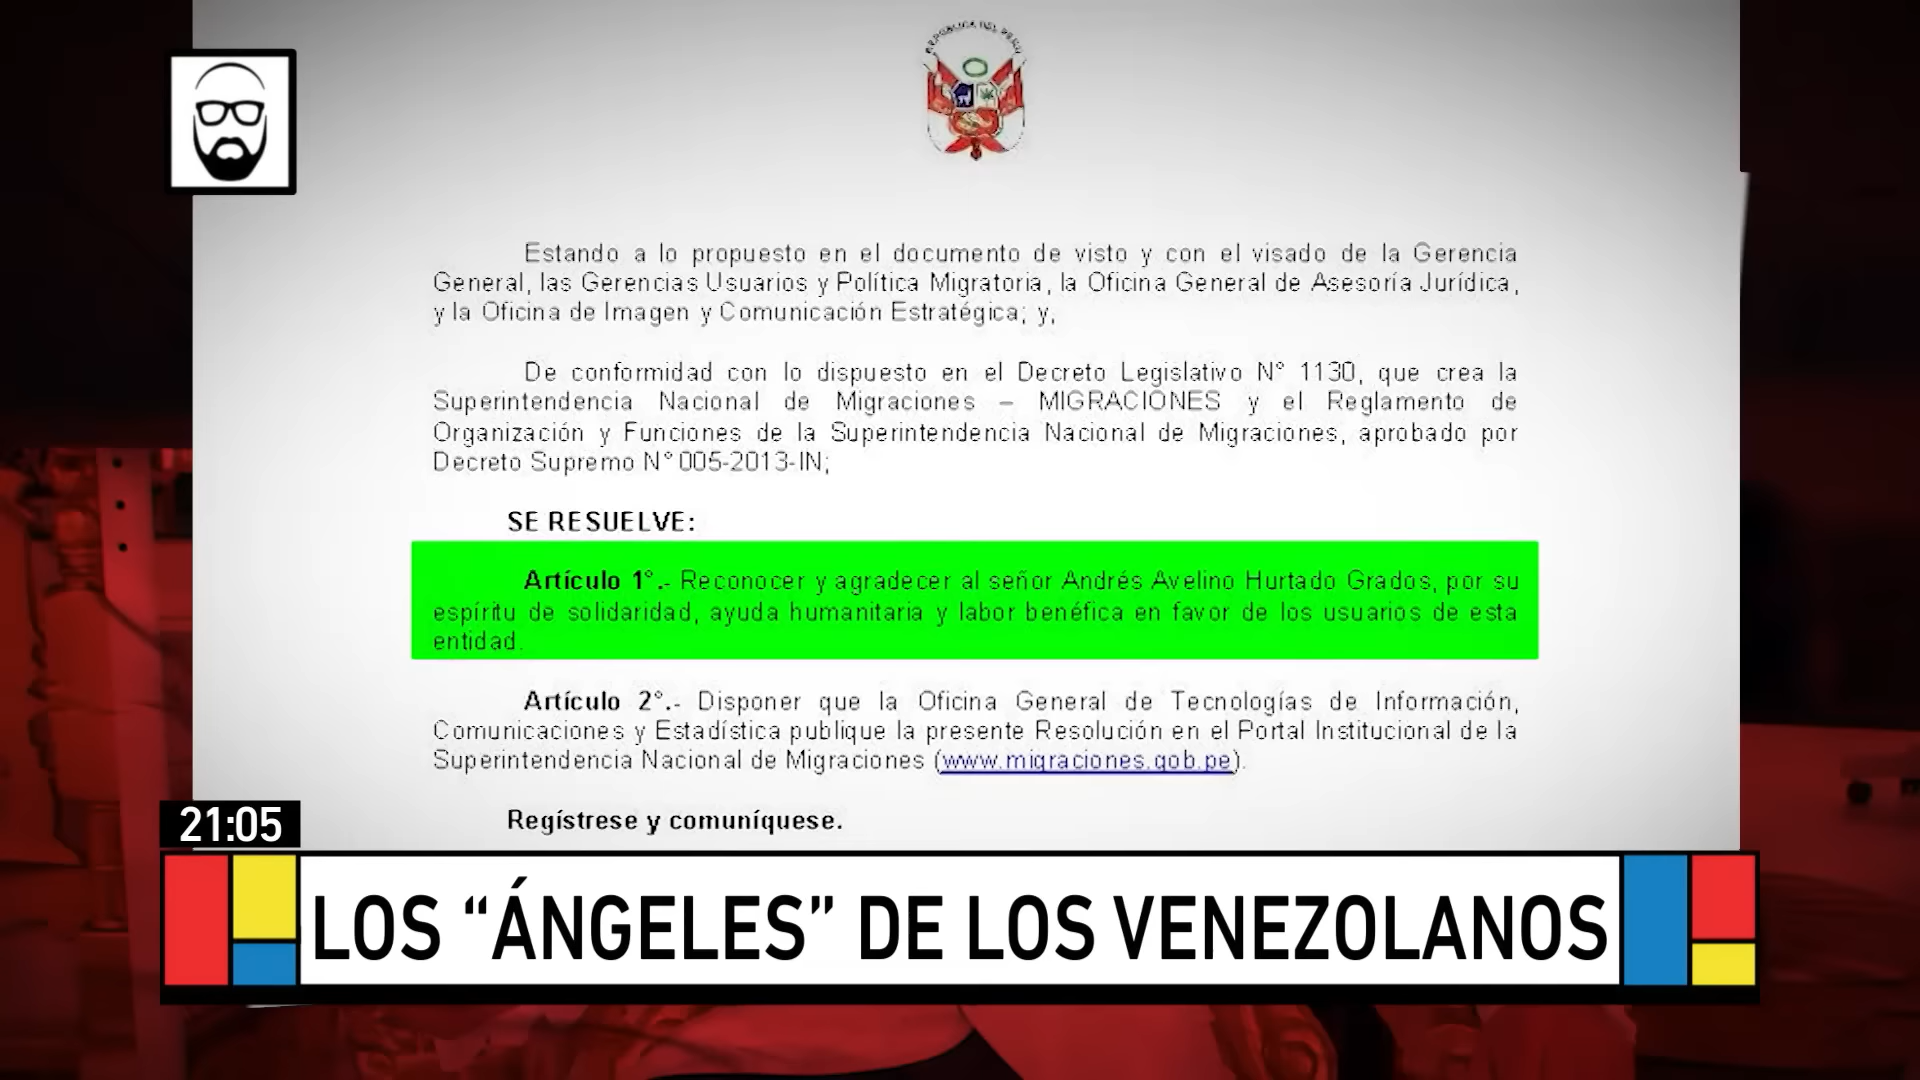 REPÚBLICA DEL PERÚ
Estando a lo propuesto en el documento de visto y con el visado de la Gerencia
General, las Gerencias Usuarios y Política Migratoria, la Oficina General de Asesoría Jurídica,
y la Oficina de Imagen y Comunicación Estratégica; y,
De conformidad con lo dispuesto en el Decreto Legislativo N° 1130, que crea la
Superintendencia Nacional de Migraciones – MIGRACIONES y el Reglamento de
Organización y Funciones de la Superintendencia Nacional de Migraciones, aprobado por
Decreto Supremo N° 005-2013-IN;
SE RESUELVE:
Artículo 1°.- Reconocer y agradecer al señor Andrés Avelino Hurtado Grados, por su
espíritu de solidaridad, ayuda humanitaria y labor benéfica en favor de los usuarios de esta
entidad.
Artículo 2°.- Disponer que la Oficina General de Tecnologías de Información,
Comunicaciones y Estadística publique la presente Resolución en el Portal Institucional de la
Superintendencia Nacional de Migraciones (www.migraciones.gob.pe).
Regístrese y comuníquese.
21:05
LOS “ÁNGELES” DE LOS VENEZOLANOS